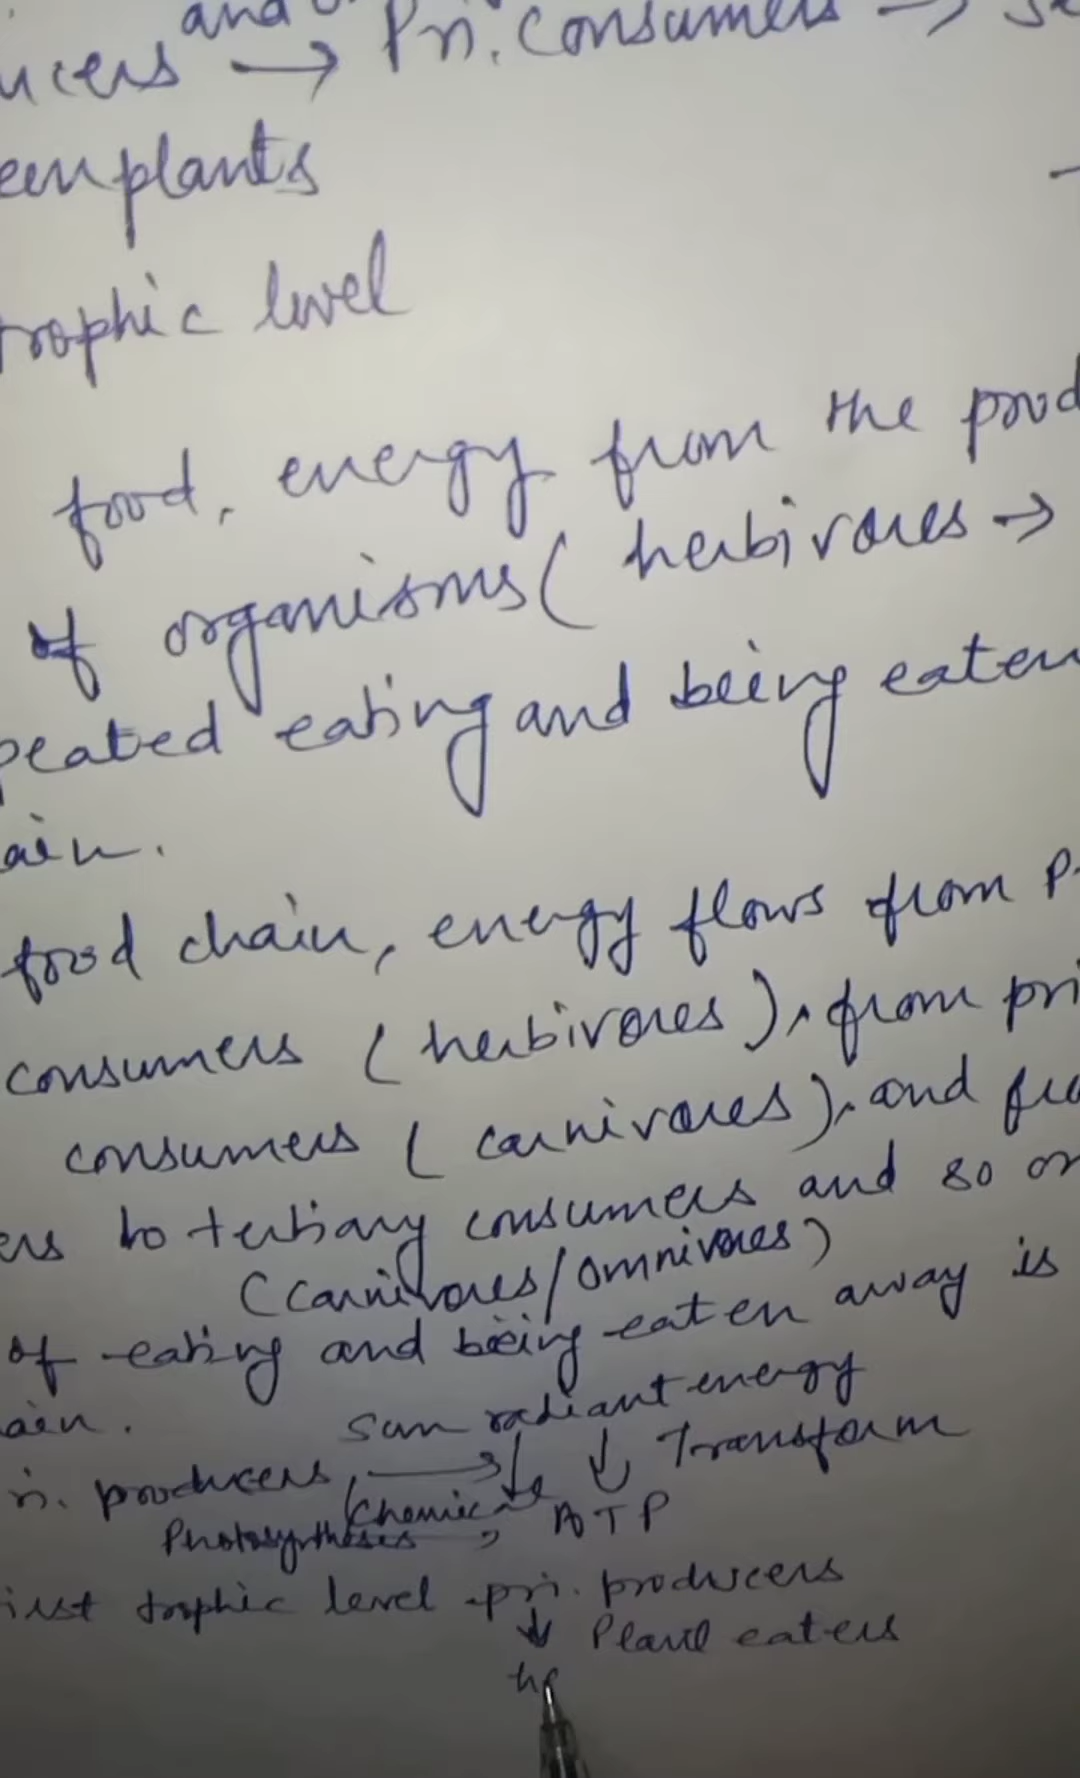 and
ucers → Pri. Consumers →
een plants
trophic level
food, energy from the prod
of organisms ( herbivores →
peated eating and being eaten
ain.
food chain, energy flows from P
consumers ( herbivores ), from pri
consumers ( carnivores ), and fro
ers to tertiary consumers and so on
(Carnivores/Omnivores)
of eating and being eaten away is
ain.
Sun radiant energy
↓ ↓ Transform
ri. producers →
(Chemical ATP
Photosynthesis →
irst trophic level pri. producers
↓ Plant eaters
he